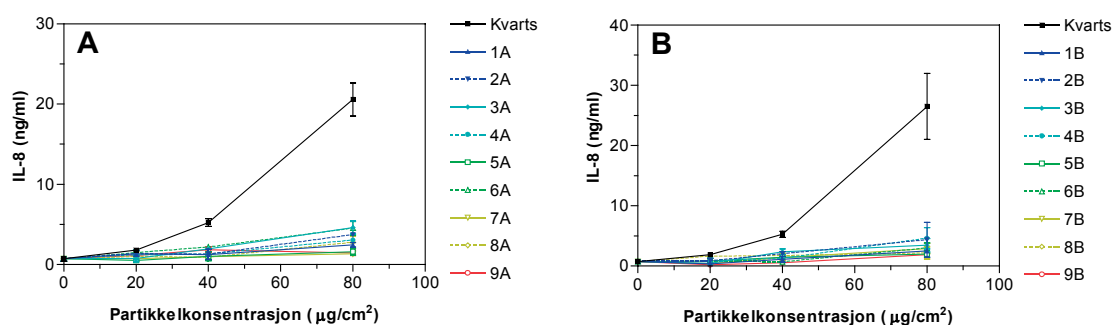 A
IL-8 (ng/ml)
30
20
10
0
0 20 40 60 80 100
Partikkelkonsentrasjon ( µg/cm²)
Kvarts
1A
2A
3A
4A
5A
6A
7A
8A
9A
B
IL-8 (ng/ml)
40
30
20
10
0
0 20 40 60 80 100
Partikkelkonsentrasjon ( µg/cm²)
Kvarts
1B
2B
3B
4B
5B
6B
7B
8B
9B